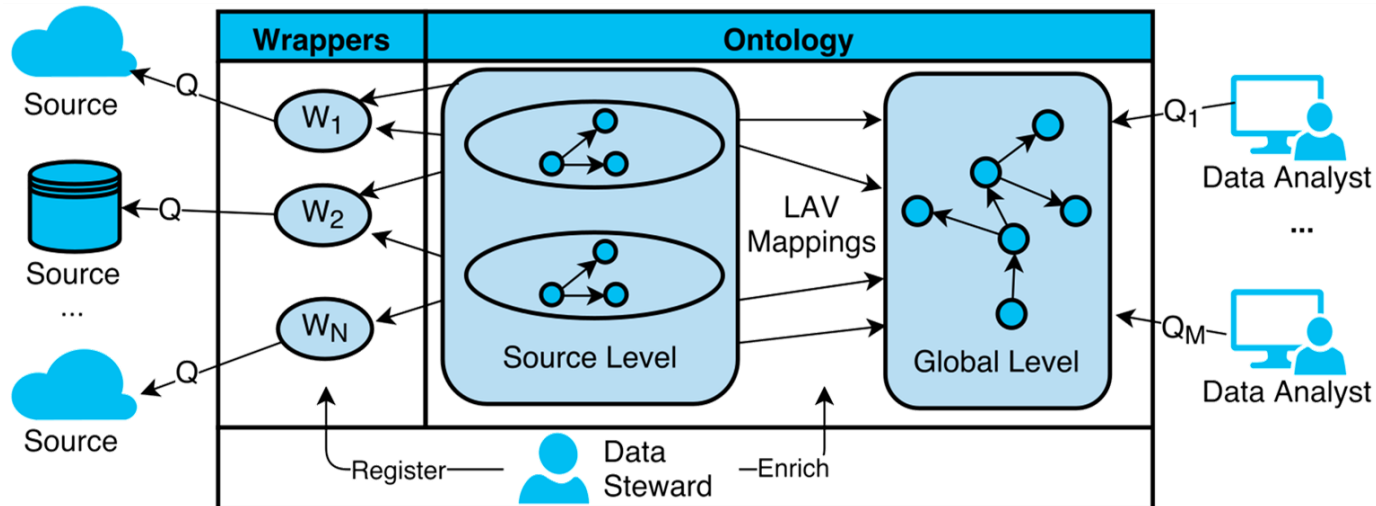 Wrappers
Ontology
Source
Q
W1
Q1
Data Analyst
...
Source
Q
W2
LAV
Mappings
...
Source
Q
WN
Source Level
Global Level
QM
Data Analyst
Register
Data
Steward
Enrich